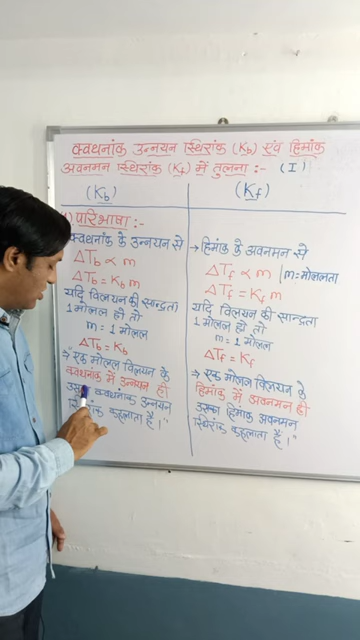 क्वथनांक उन्नयन स्थिरांक (Kb) एवं हिमांक
अवनमन स्थिरांक (Kf) में तुलना :- (I)
(Kb)
1) परिभाषा :-
क्वथनांक के उन्नयन से
ΔTb ∝ m
ΔTb = Kb m
यदि विलयन की सान्द्रता
1 मोलल हो तो
m = 1 मोलल
ΔTb = Kb
→ "एक मोलल विलयन के
क्वथनांक में उन्नयन ही
उसका क्वथनांक उन्नयन
स्थिरांक कहलाता है।"
(Kf)
→ हिमांक के अवनमन से
ΔTf ∝ m | m = मोललता
ΔTf = Kf m
यदि विलयन की सान्द्रता
1 मोलल हो तो
m = 1 मोलल
ΔTf = Kf
→ एक मोलल विलयन के
हिमांक में अवनमन ही
उसका हिमांक अवनमन
स्थिरांक कहलाता है।"